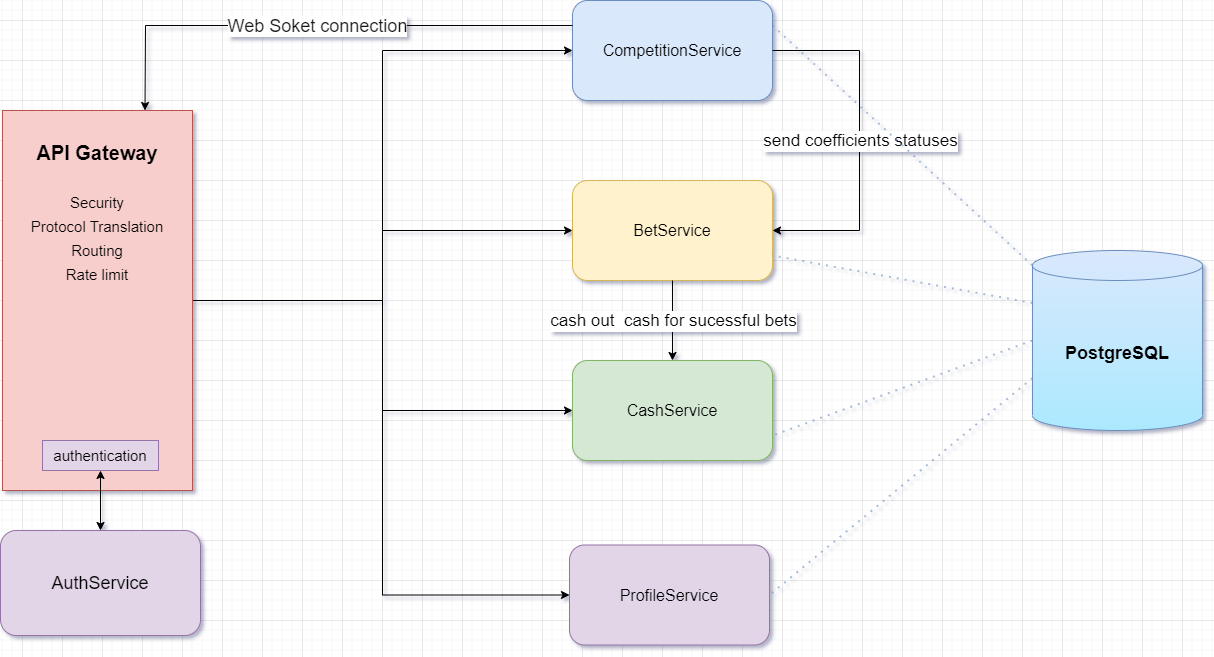 Web Soket connection
CompetitionService
send coefficients statuses
API Gateway
Security
Protocol Translation
Routing
Rate limit
BetService
cash out  cash for sucessful bets
PostgreSQL
CashService
authentication
AuthService
ProfileService